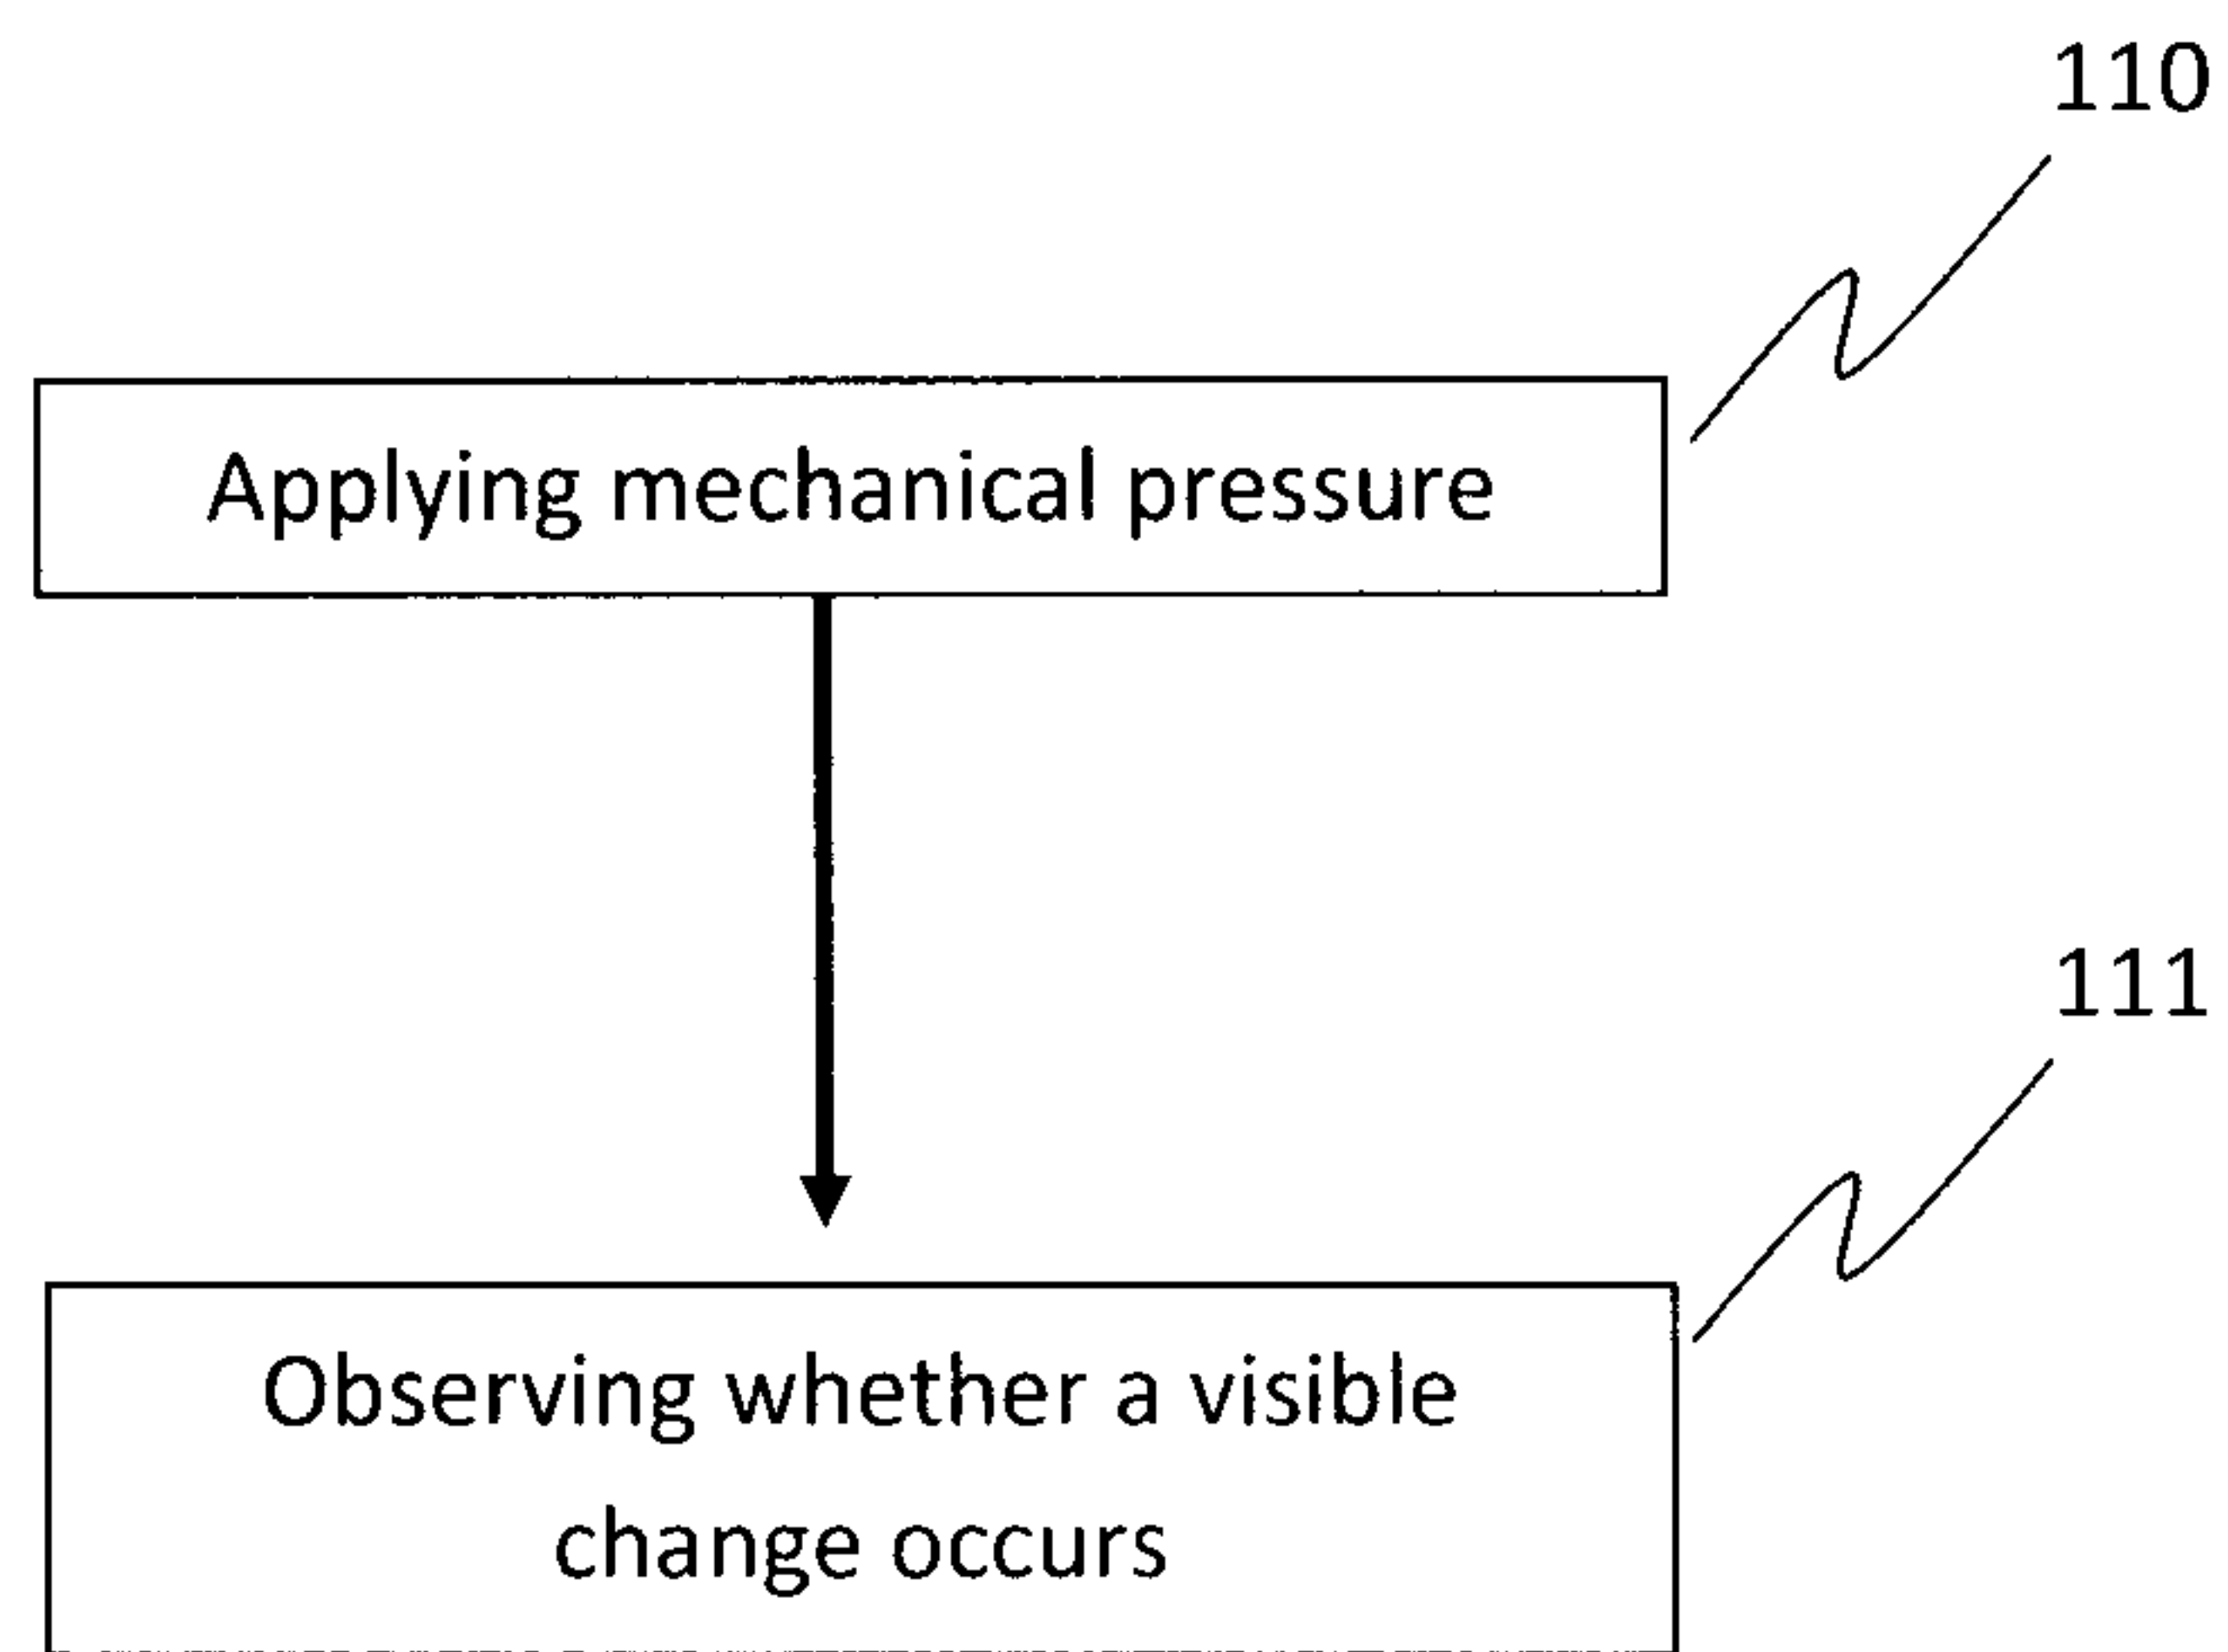 110
Applying mechanical pressure
111
Observing whether a visible
change occurs